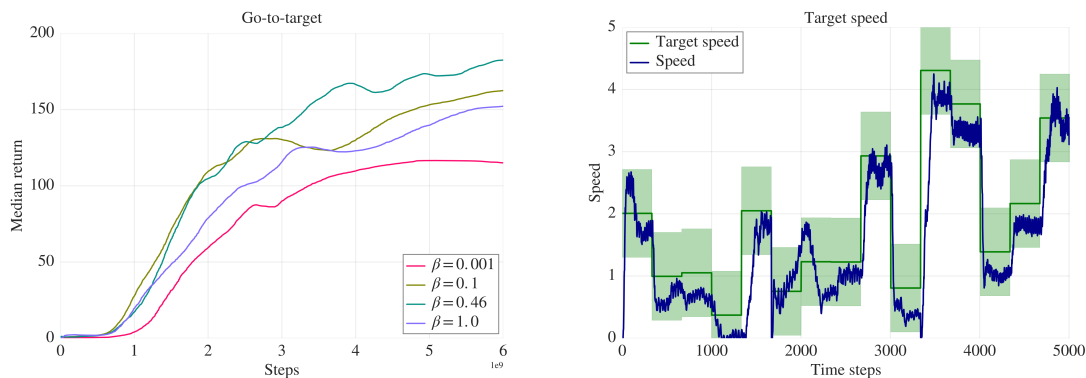 Go-to-target
Median return
200
150
100
50
0
0
1
2
3
4
5
6
Steps
1e9
β = 0.001
β = 0.1
β = 0.46
β = 1.0
Target speed
Speed
5
4
3
2
1
0
0
1000
2000
3000
4000
5000
Time steps
Target speed
Speed